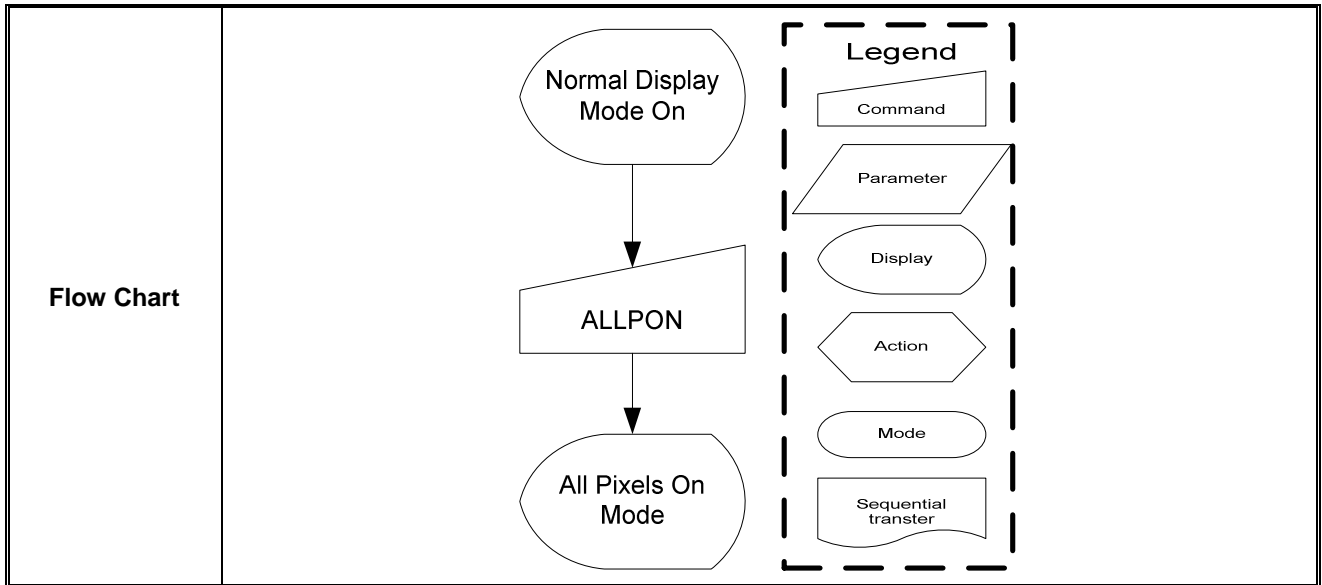 Flow Chart
Normal Display
Mode On
ALLPON
All Pixels On
Mode
Legend
Command
Parameter
Display
Action
Mode
Sequential
transter